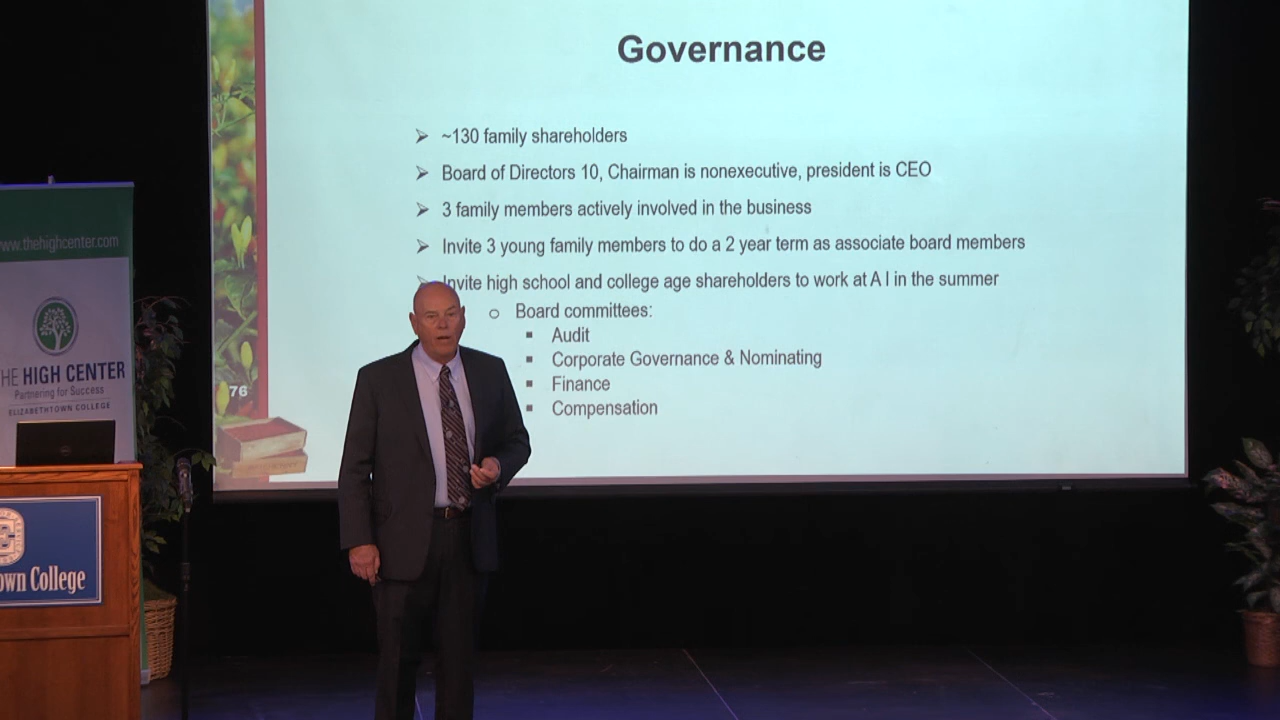 Governance
~130 family shareholders
Board of Directors 10, Chairman is nonexecutive, president is CEO
3 family members actively involved in the business
Invite 3 young family members to do a 2 year term as associate board members
Invite high school and college age shareholders to work at A I in the summer
Board committees:
Audit
Corporate Governance & Nominating
Finance
Compensation
76
www.thehighcenter.com
THE HIGH CENTER
Partnering for Success
ELIZABETHTOWN COLLEGE
town College